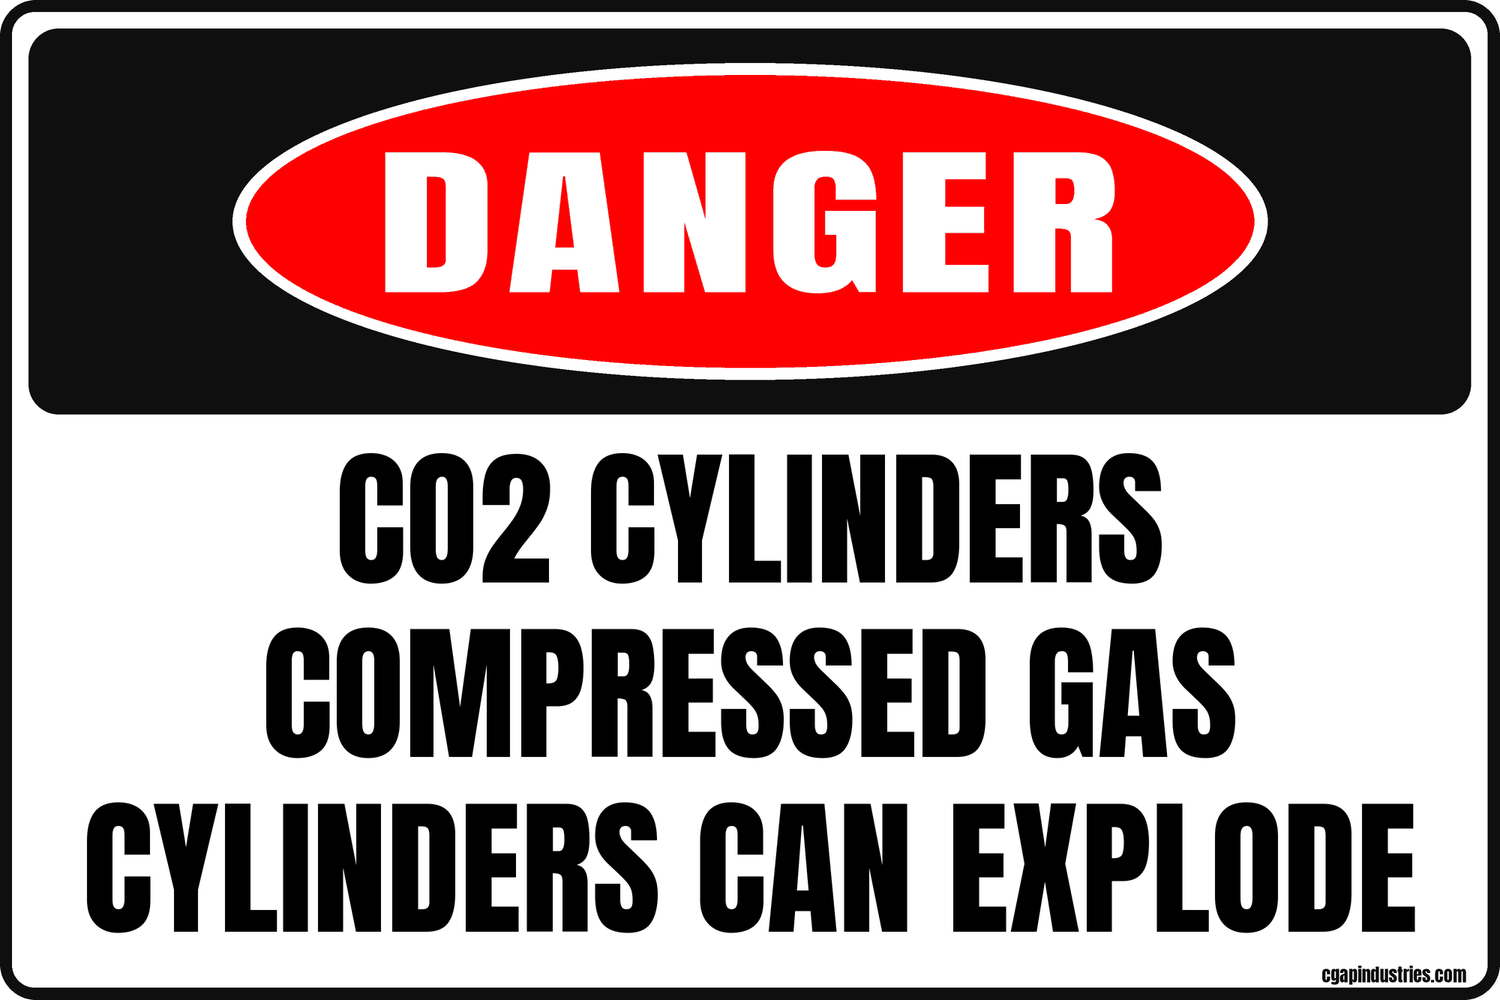 DANGER
CO2 CYLINDERS
COMPRESSED GAS
CYLINDERS CAN EXPLODE
cgapindustries.com